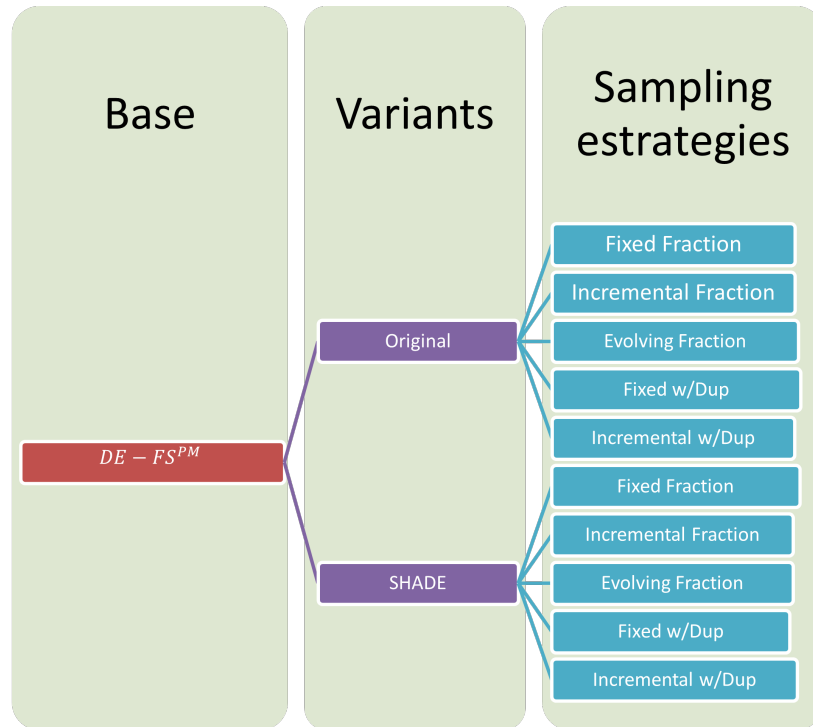 Base
Variants
Sampling
estrategies
Fixed Fraction
Incremental Fraction
Original
Evolving Fraction
Fixed w/Dup
Incremental w/Dup
DE − FS^{PM}
Fixed Fraction
Incremental Fraction
SHADE
Evolving Fraction
Fixed w/Dup
Incremental w/Dup